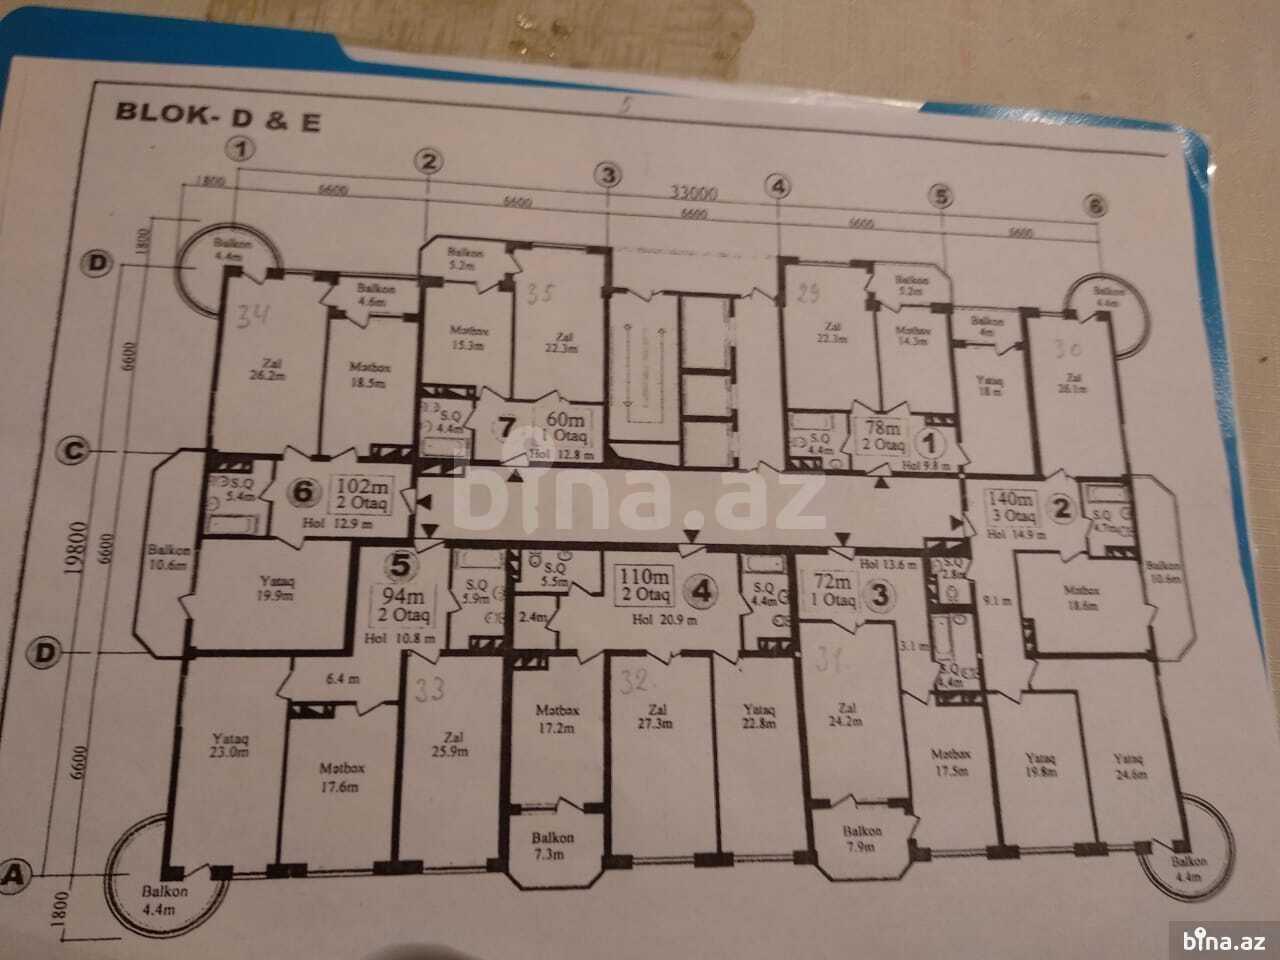 5
BLOK- D & E
1
2
3
4
5
6
1800
6600
6600
33000
6600
6600
6600
1800
6600
19800
6600
6600
1800
D
C
D
A
Balkon
4.4m
34
Zal
26.2m
Balkon
4.6m
Mətbəx
18.5m
Balkon
5.2m
Mətbəx
15.3m
35
Zal
22.3m
S.Q
4.4m
7
60m
1 Otaq
Hol 12.8 m
29
Zal
22.3m
Balkon
5.2m
Mətbəx
14.3m
S.Q
4.4m
78m
2 Otaq
1
Hol 9.8 m
Balkon
4m
Yataq
18 m
30
Zal
26.1m
Balkon
4.4m
S.Q
5.4m
6
102m
2 Otaq
Hol 12.9 m
Balkon
10.6m
Yataq
19.9m
5
94m
2 Otaq
Hol 10.8 m
S.Q
5.9m
6.4 m
Yataq
23.0m
Mətbəx
17.6m
33
Zal
25.9m
Balkon
4.4m
S.Q
5.5m
2.4m
110m
2 Otaq
4
Hol 20.9 m
S.Q
4.4m
Mətbəx
17.2m
32.
Zal
27.3m
Yataq
22.8m
Balkon
7.3m
72m
1 Otaq
3
Hol 13.6 m
31.
Zal
24.2m
3.1 m
S.Q
2.8m
S.Q
4.4m
Mətbəx
17.5m
Balkon
7.9m
140m
3 Otaq
2
Hol 14.9 m
S.Q
4.7m
9.1 m
Mətbəx
18.6m
Balkon
10.6m
Yataq
19.8m
Yataq
24.6m
Balkon
4.4m
bina.az
bina.az